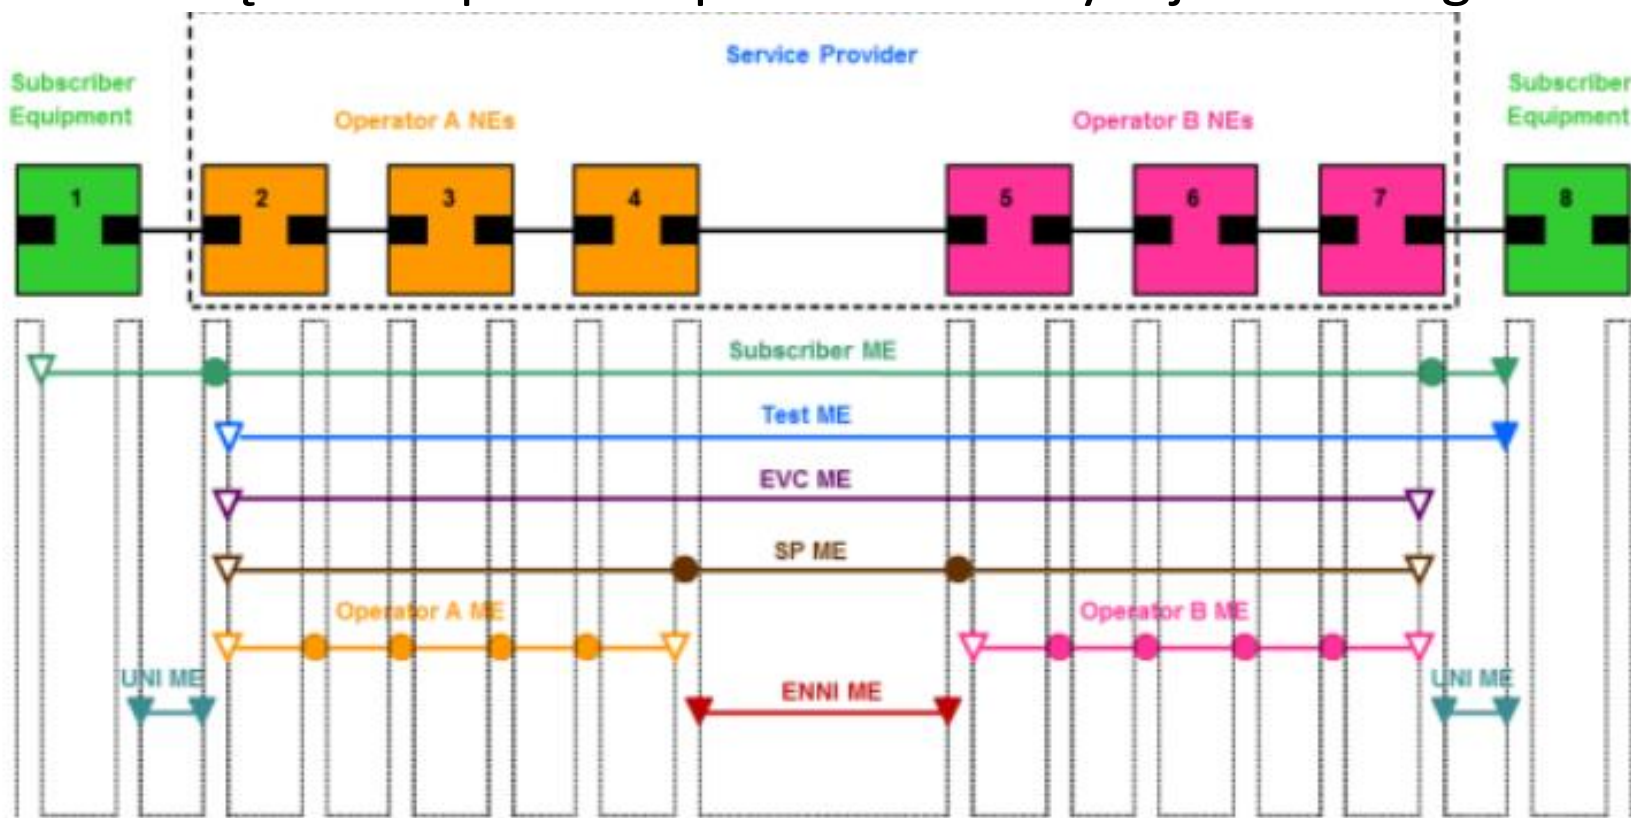 Service Provider
Subscriber
Equipment
Operator A NEs
Operator B NEs
Subscriber
Equipment
1
2
3
4
5
6
7
8
Subscriber ME
Test ME
EVC ME
SP ME
Operator A ME
Operator B ME
UNI ME
ENNI ME
UNI ME